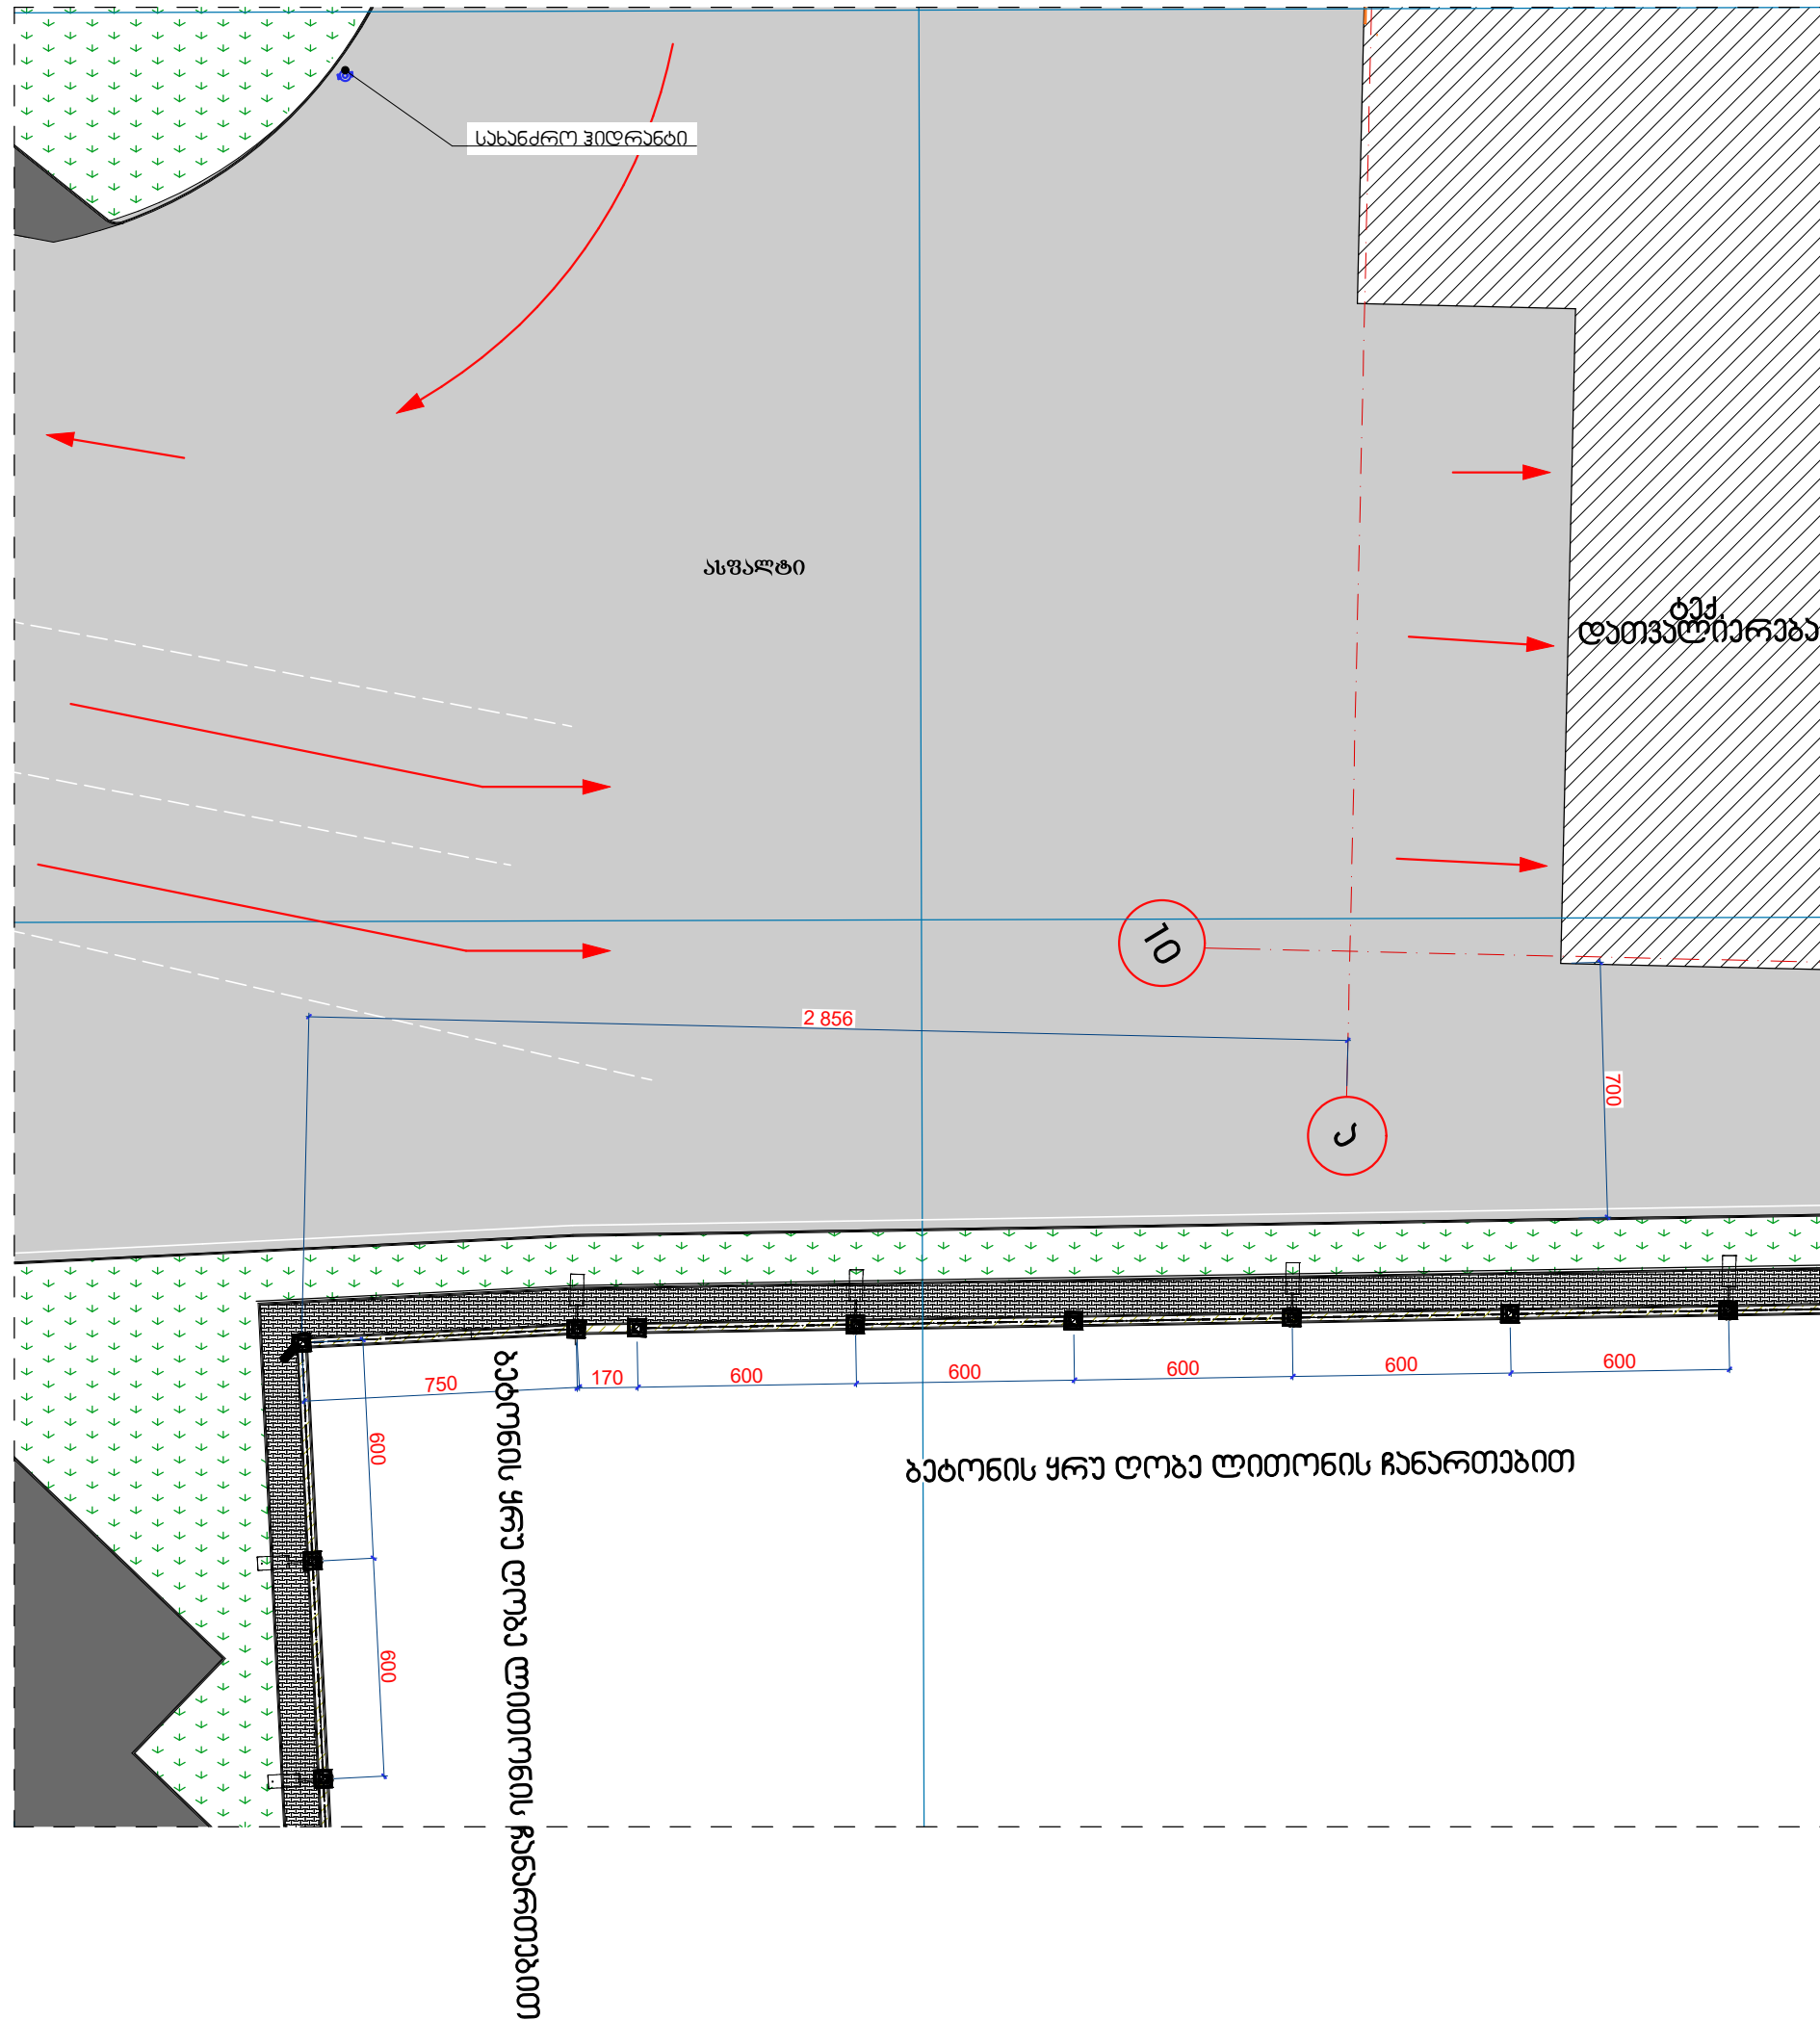 სახანძრო ჰიდრანტი
ასფალტი
ტექ.
დათვალიერება
10
2 856
700
ა
750
170
600
600
600
600
600
600
600
ბეტონის ყრუ ღობე ლითონის ჩანართებით
ბეტონის ყრუ ღობე ლითონის ჩანართებით